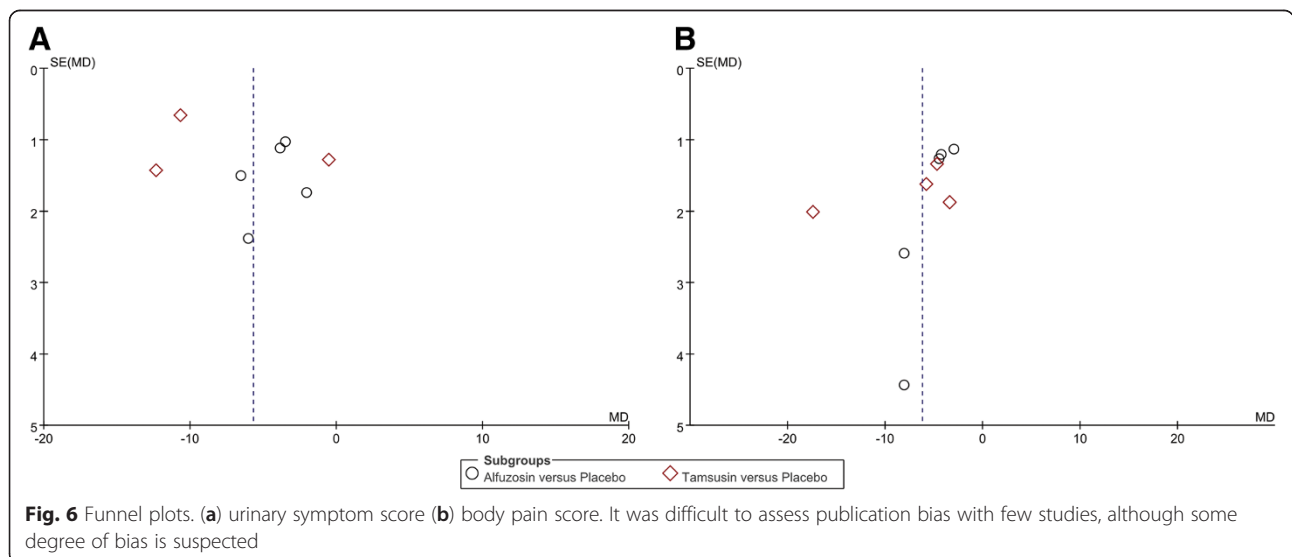 A
B
SE(MD)
SE(MD)
0
1
2
3
4
5
0
1
2
3
4
5
MD
MD
-20
-10
0
10
20
-20
-10
0
10
20
Subgroups
Alfuzosin versus Placebo
Tamsusin versus Placebo
Fig. 6 Funnel plots. (a) urinary symptom score (b) body pain score. It was difficult to assess publication bias with few studies, although some
degree of bias is suspected